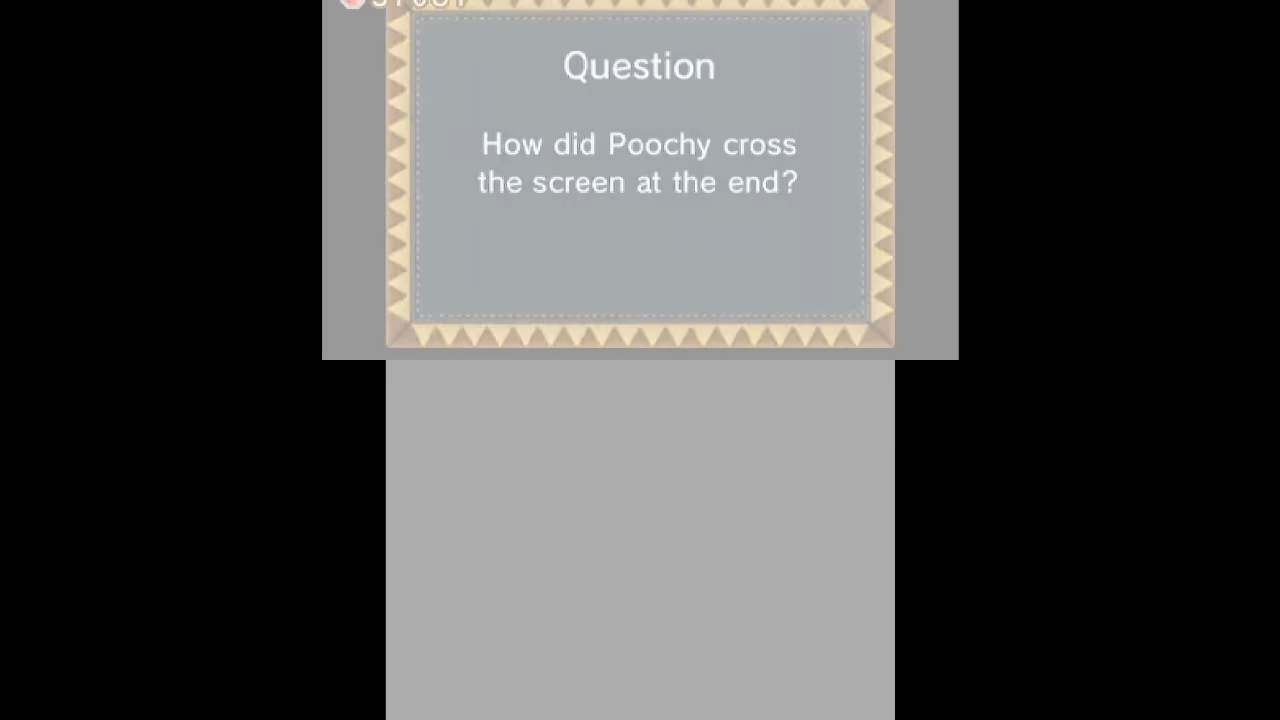 Question
How did Poochy cross
the screen at the end?